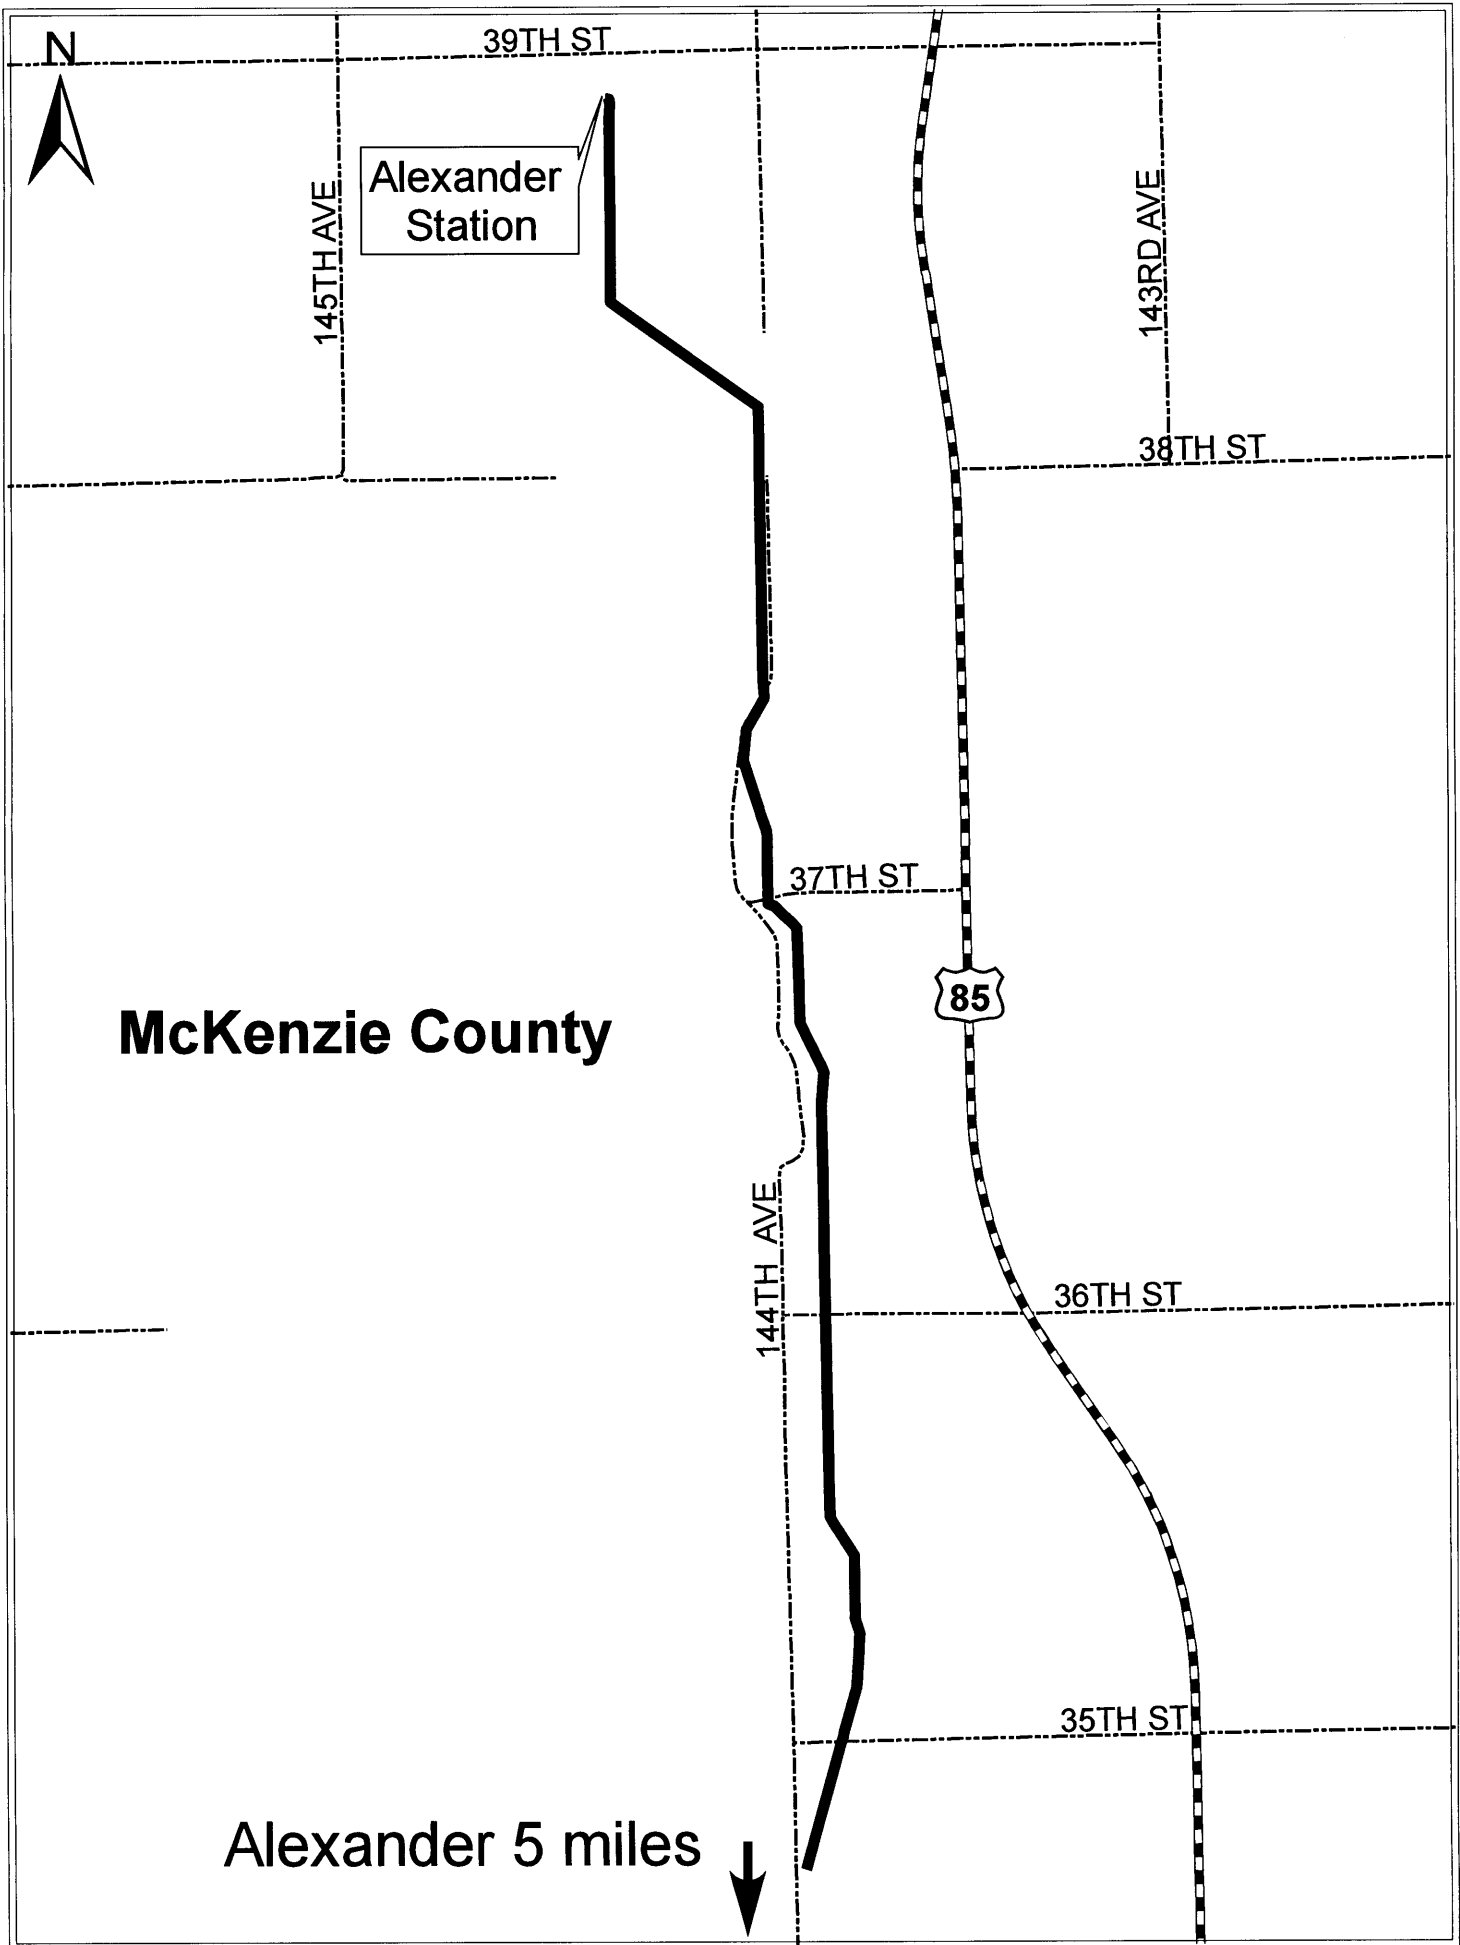 N
39TH ST
Alexander
Station
145TH AVE
143RD AVE
38TH ST
37TH ST
85
McKenzie County
144TH AVE
36TH ST
35TH ST
Alexander 5 miles